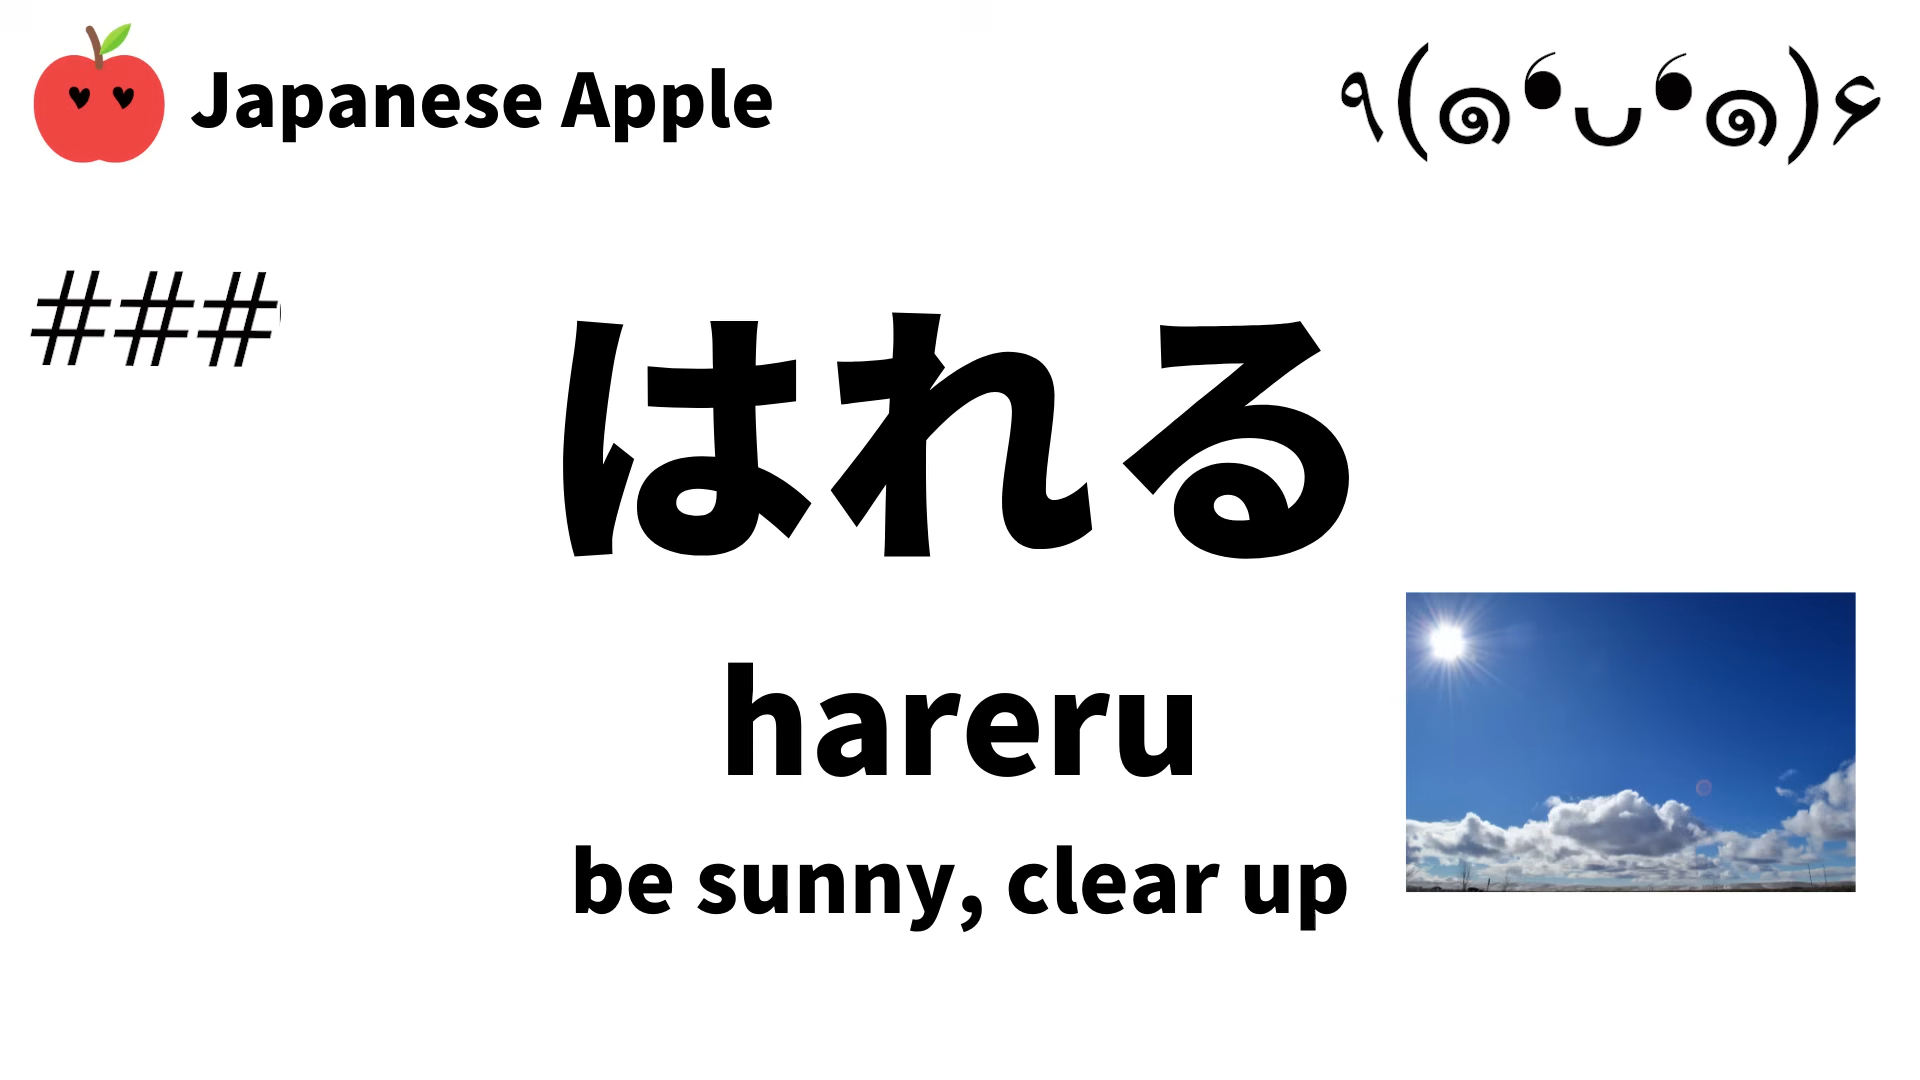 Japanese Apple
٩(๑❛ᴗ❛๑)۶
###
はれる
hareru
be sunny, clear up